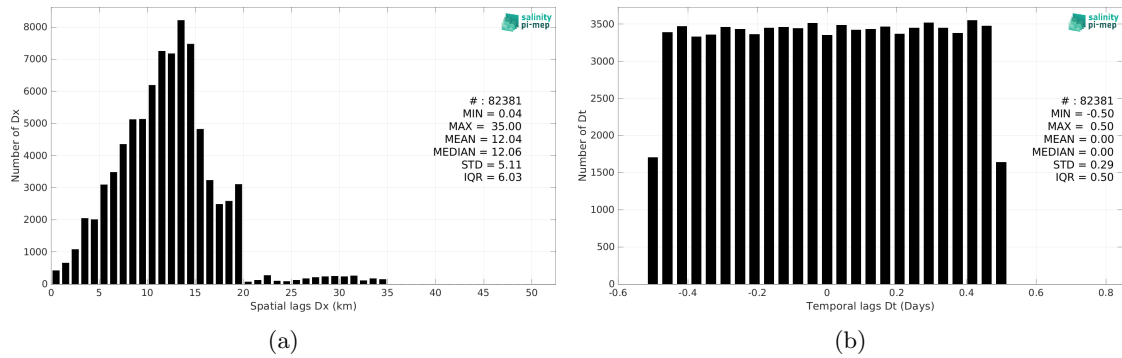 salinity
pi-mep
8000
7000
6000
5000
4000
3000
2000
1000
0
Number of Dx
# : 82381
MIN = 0.04
MAX = 35.00
MEAN = 12.04
MEDIAN = 12.06
STD = 5.11
IQR = 6.03
0 5 10 15 20 25 30 35 40 45 50
Spatial lags Dx (km)
(a)
salinity
pi-mep
3500
3000
2500
2000
1500
1000
500
0
Number of Dt
# : 82381
MIN = -0.50
MAX = 0.50
MEAN = 0.00
MEDIAN = 0.00
STD = 0.29
IQR = 0.50
-0.6 -0.4 -0.2 0 0.2 0.4 0.6 0.8
Temporal lags Dt (Days)
(b)